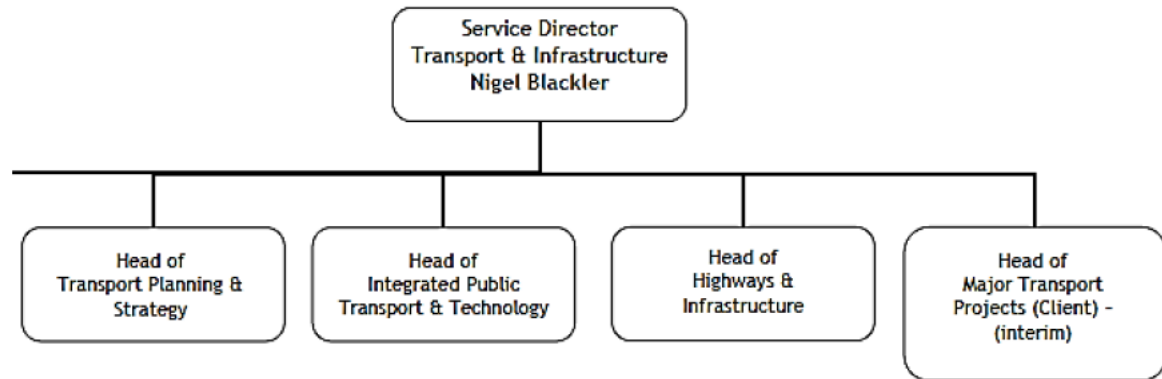 Service Director
Transport & Infrastructure
Nigel Blackler
Head of
Transport Planning &
Strategy
Head of
Integrated Public
Transport & Technology
Head of
Highways &
Infrastructure
Head of
Major Transport
Projects (Client) –
(interim)